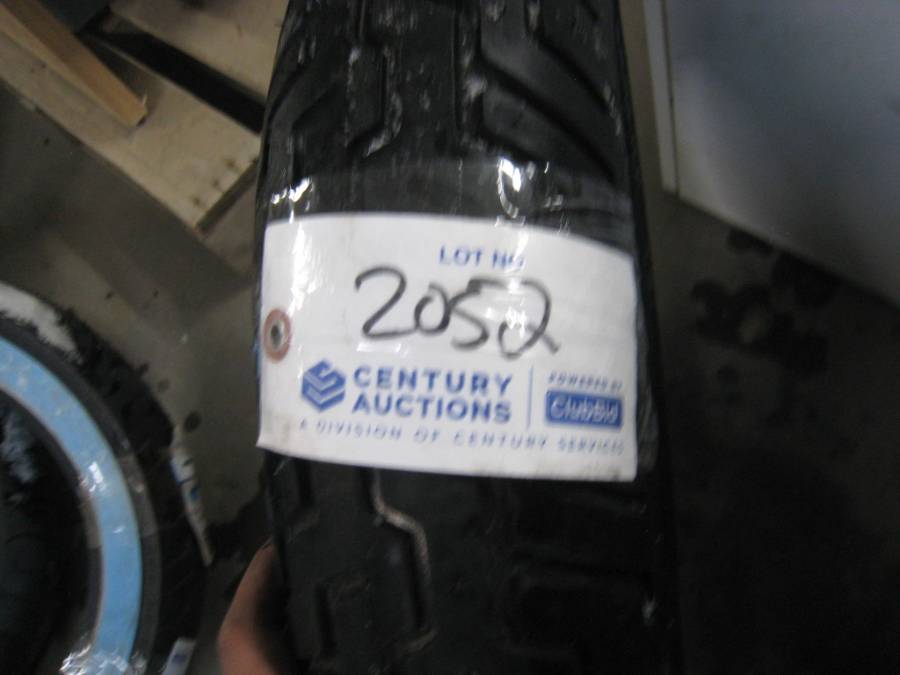 LOT NO
2052
CENTURY
AUCTIONS
POWERED BY
ClubBid
A DIVISION OF CENTURY SERVICES